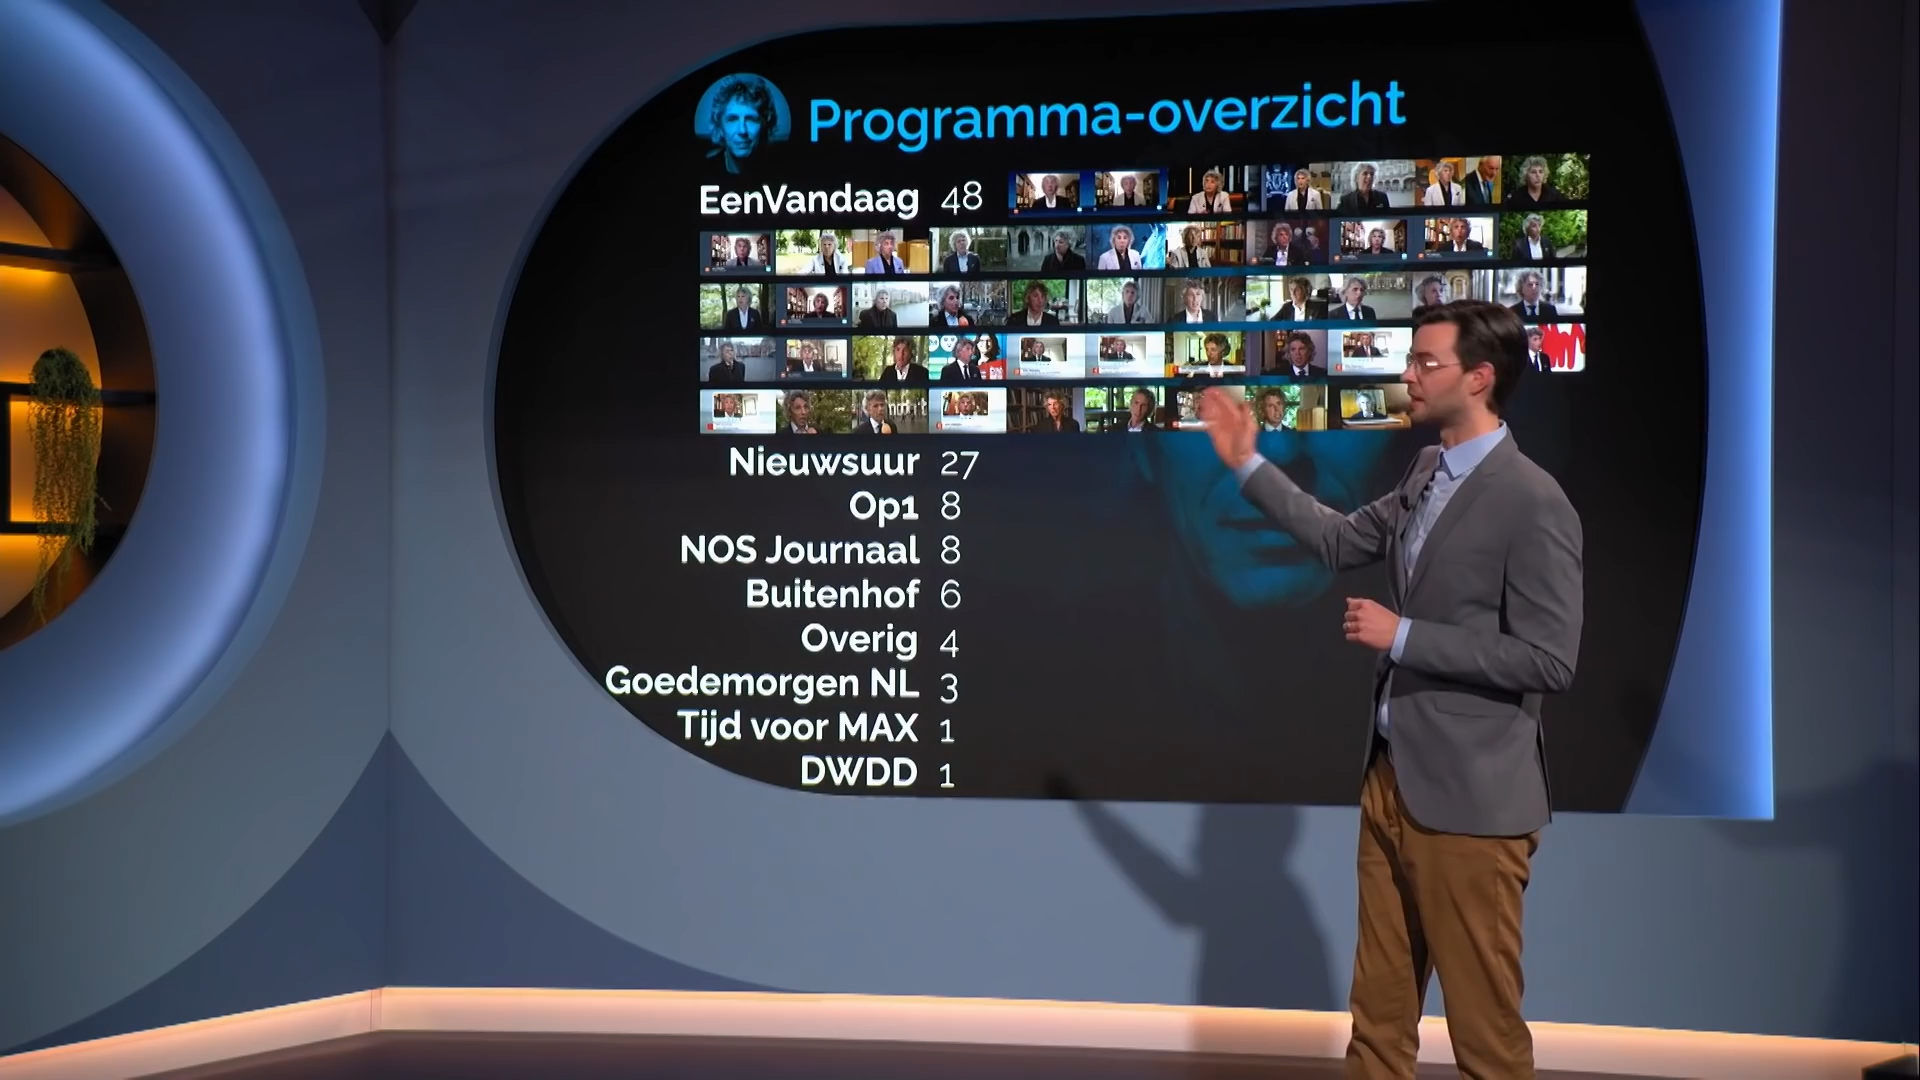 Programma-overzicht
EenVandaag 48
Nieuwsuur 27
Op1 8
NOS Journaal 8
Buitenhof 6
Overig 4
Goedemorgen NL 3
Tijd voor MAX 1
DWDD 1